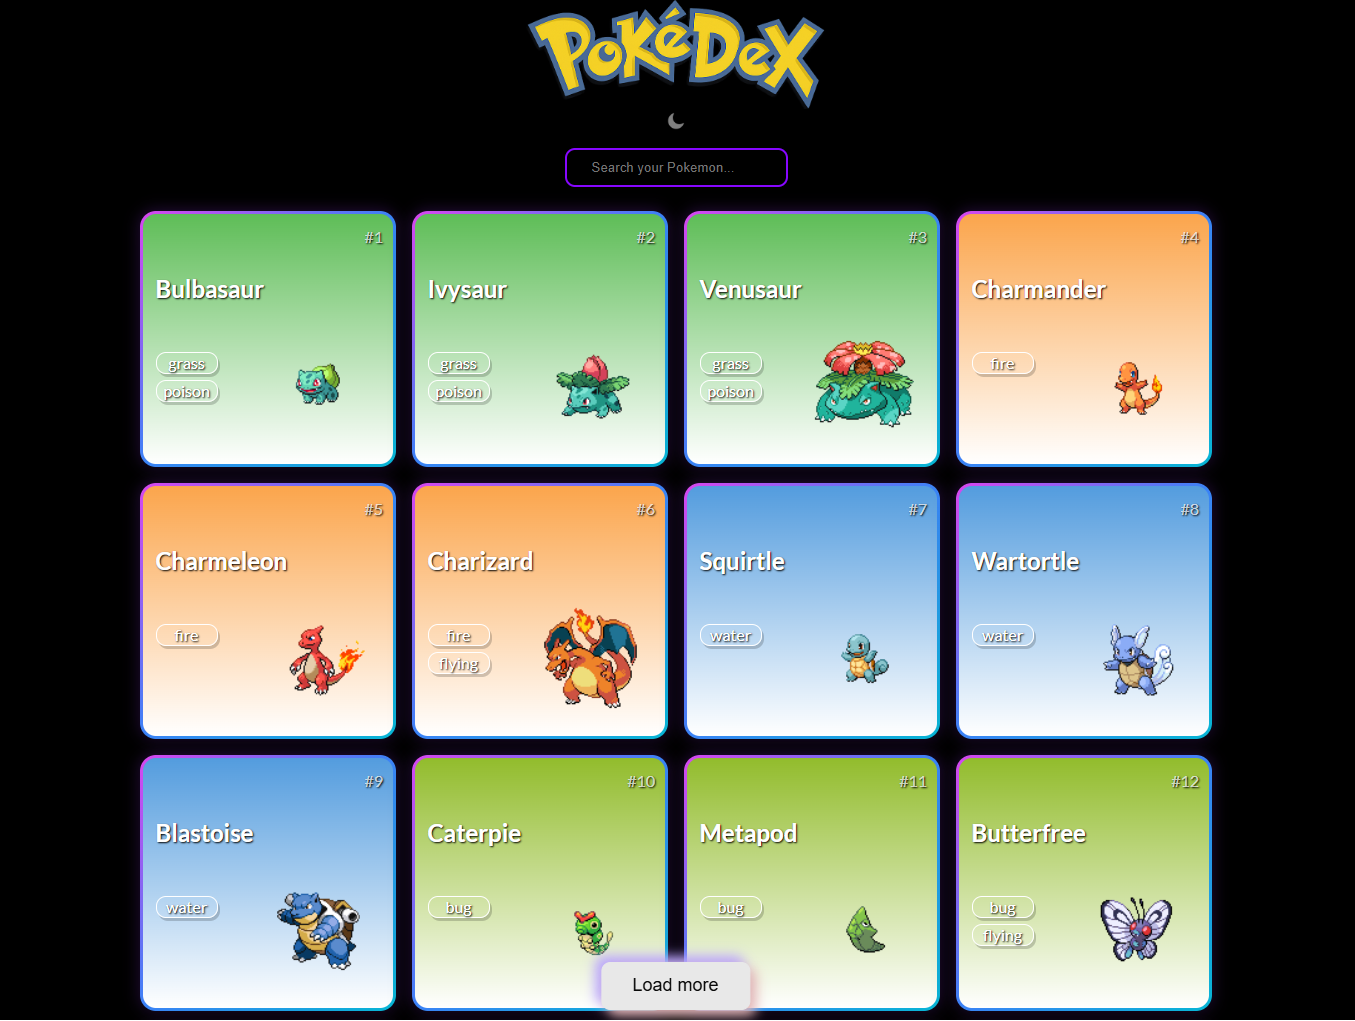 PoKéDeX
Search your Pokemon...
#1
Bulbasaur
grass
poison
#2
Ivysaur
grass
poison
#3
Venusaur
grass
poison
#4
Charmander
fire
#5
Charmeleon
fire
#6
Charizard
fire
flying
#7
Squirtle
water
#8
Wartortle
water
#9
Blastoise
water
#10
Caterpie
bug
#11
Metapod
bug
#12
Butterfree
bug
flying
Load more